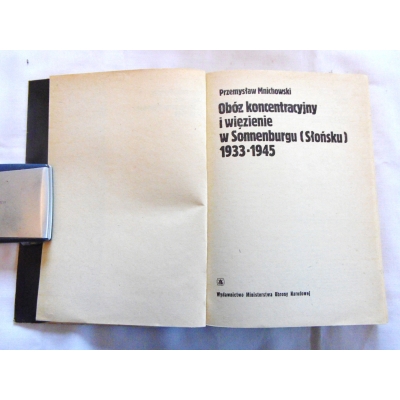 Przemysław Mnichowski
Obóz koncentracyjny
i więzienie
w Sonnenburgu (Słońsku)
1933-1945
Wydawnictwo Ministerstwa Obrony Narodowej